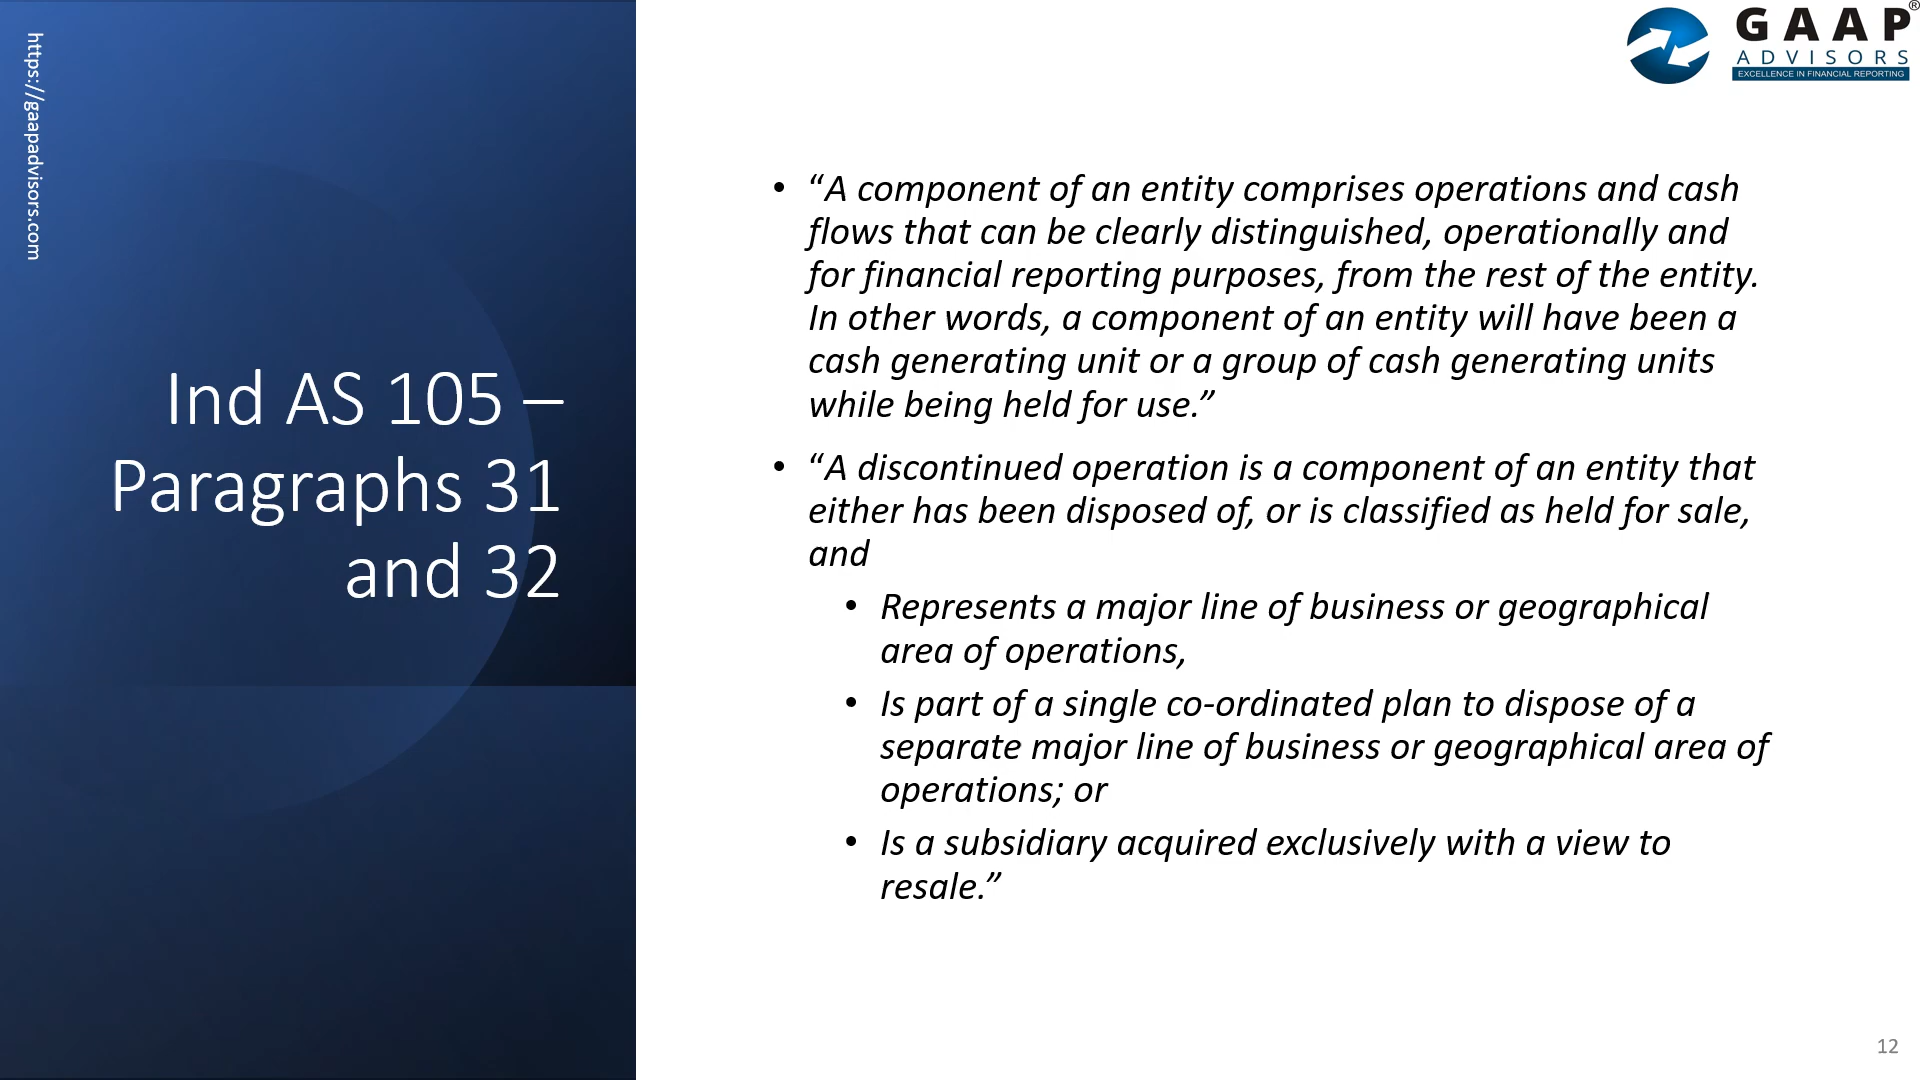 https://gaapadvisors.com
GAAP®
ADVISORS
EXCELLENCE IN FINANCIAL REPORTING
Ind AS 105 –
Paragraphs 31
and 32
• “A component of an entity comprises operations and cash
flows that can be clearly distinguished, operationally and
for financial reporting purposes, from the rest of the entity.
In other words, a component of an entity will have been a
cash generating unit or a group of cash generating units
while being held for use.”
• “A discontinued operation is a component of an entity that
either has been disposed of, or is classified as held for sale,
and
• Represents a major line of business or geographical
area of operations,
• Is part of a single co-ordinated plan to dispose of a
separate major line of business or geographical area of
operations; or
• Is a subsidiary acquired exclusively with a view to
resale.”
12